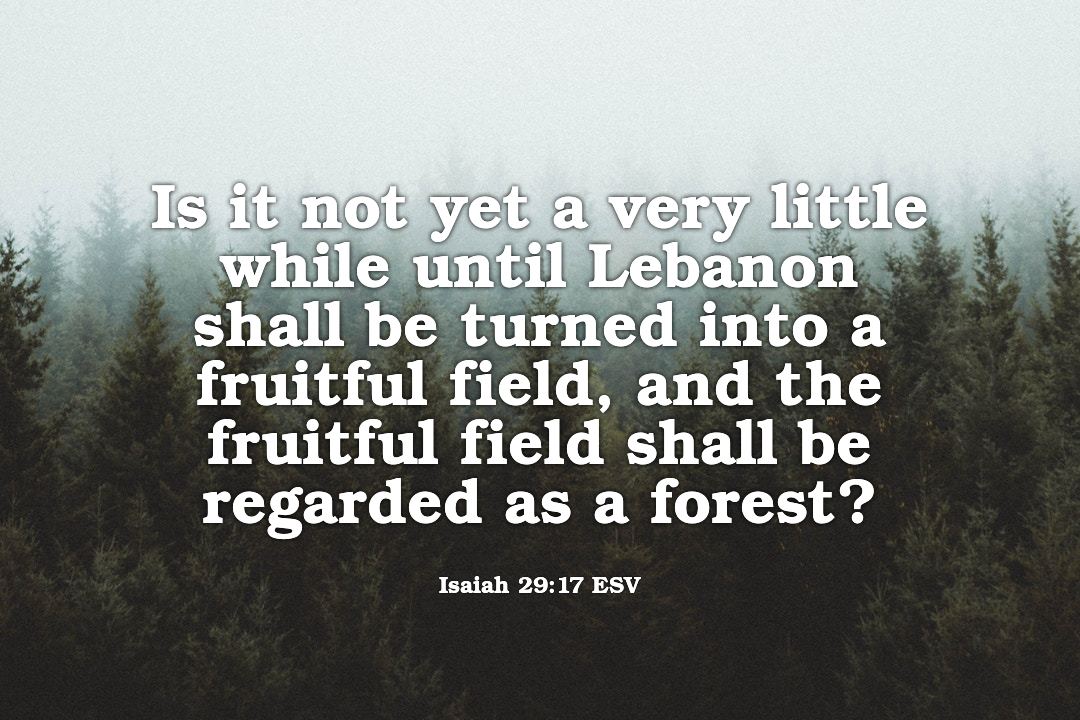 Is it not yet a very little
while until Lebanon
shall be turned into a
fruitful field, and the
fruitful field shall be
regarded as a forest?
Isaiah 29:17 ESV